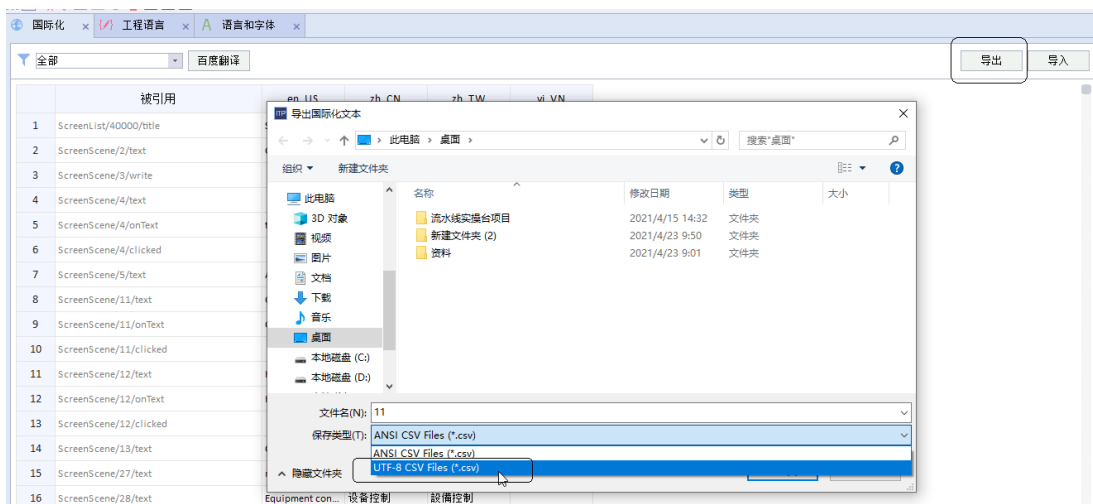 国际化 × 工程语言 × A 语言和字体 ×
全部 百度翻译 导出 导入
被引用 en_US zh_CN zh_TW vi_VN
1 ScreenList/40000/title
2 ScreenScene/2/text
3 ScreenScene/3/write
4 ScreenScene/4/text
5 ScreenScene/4/onText
6 ScreenScene/4/clicked
7 ScreenScene/5/text
8 ScreenScene/11/text
9 ScreenScene/11/onText
10 ScreenScene/11/clicked
11 ScreenScene/12/text
12 ScreenScene/12/onText
13 ScreenScene/12/clicked
14 ScreenScene/13/text
15 ScreenScene/27/text
16 ScreenScene/28/text Equipment con... 设备控制 設備控制
ITP 导出国际化文本
此电脑 › 桌面 › 搜索"桌面"
组织 新建文件夹
此电脑
3D 对象
视频
图片
文档
下载
音乐
桌面
本地磁盘 (C:)
本地磁盘 (D:)
名称 修改日期 类型 大小
流水线实操台项目 2021/4/15 14:32 文件夹
新建文件夹 (2) 2021/4/23 9:50 文件夹
资料 2021/4/23 9:01 文件夹
文件名(N): 11
保存类型(T): ANSI CSV Files (*.csv)
ANSI CSV Files (*.csv)
UTF-8 CSV Files (*.csv)
隐藏文件夹